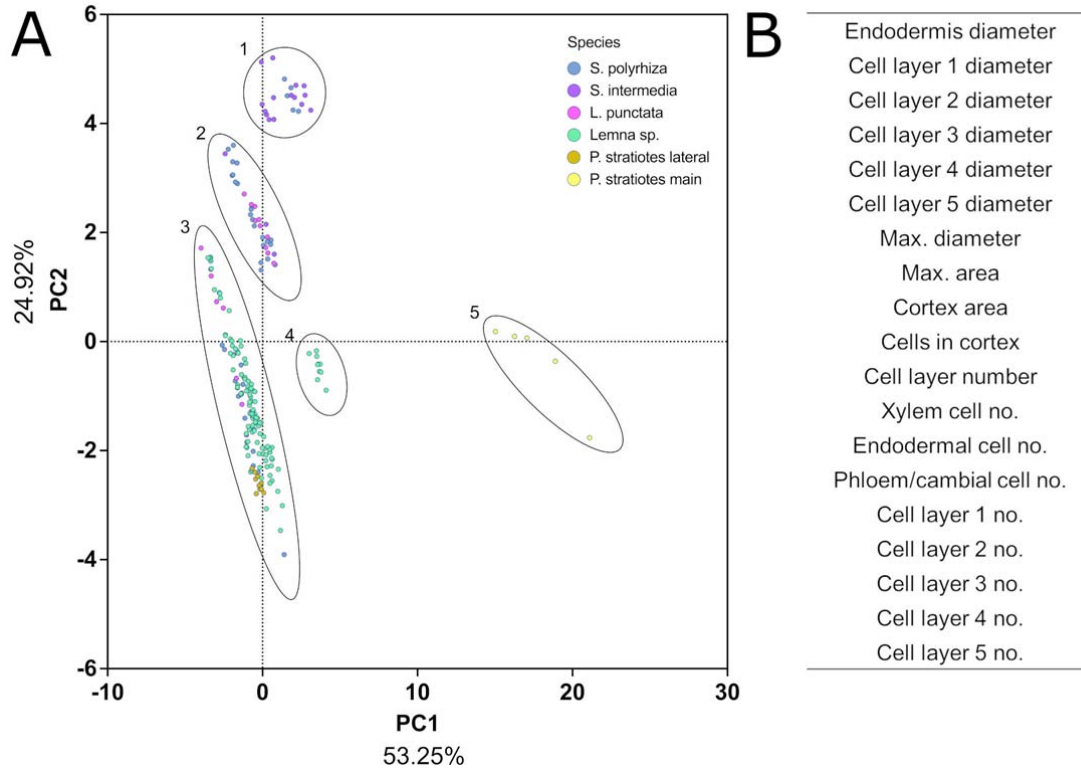 A
6
4
2
0
-2
-4
-6
PC2
24.92%
1
2
3
4
5
Species
S. polyrhiza
S. intermedia
L. punctata
Lemna sp.
P. stratiotes lateral
P. stratiotes main
-10
0
10
20
30
PC1
53.25%
B
Endodermis diameter
Cell layer 1 diameter
Cell layer 2 diameter
Cell layer 3 diameter
Cell layer 4 diameter
Cell layer 5 diameter
Max. diameter
Max. area
Cortex area
Cells in cortex
Cell layer number
Xylem cell no.
Endodermal cell no.
Phloem/cambial cell no.
Cell layer 1 no.
Cell layer 2 no.
Cell layer 3 no.
Cell layer 4 no.
Cell layer 5 no.